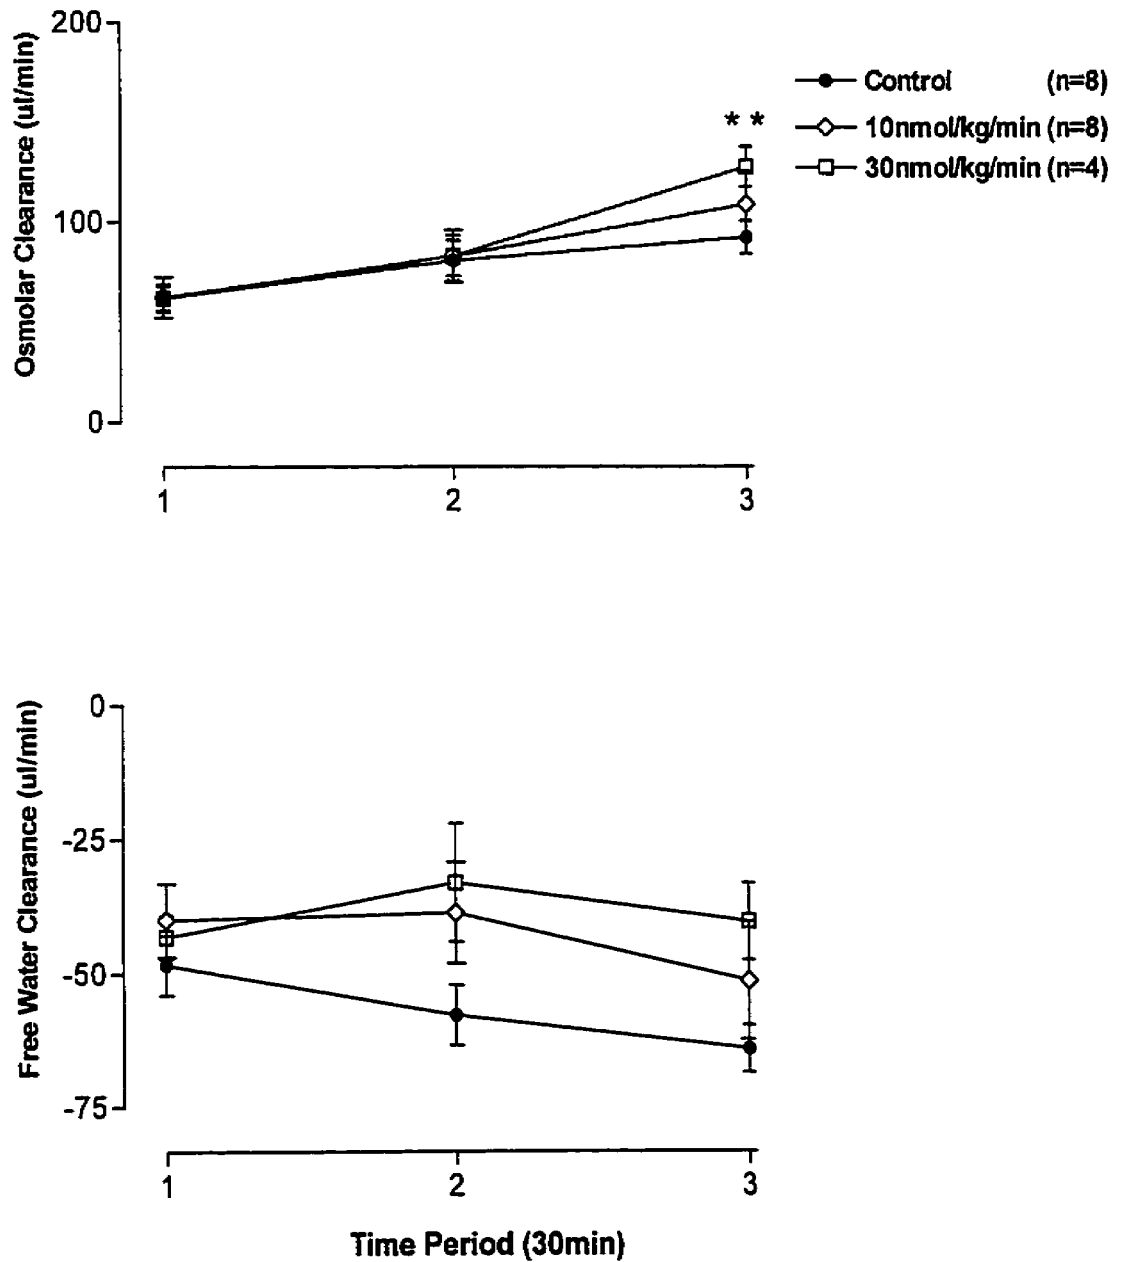 200
100
0
Osmolar Clearance (ul/min)
Control (n=8)
10nmol/kg/min (n=8)
30nmol/kg/min (n=4)
* *
1 2 3
0
-25
-50
-75
Free Water Clearance (ul/min)
1 2 3
Time Period (30min)